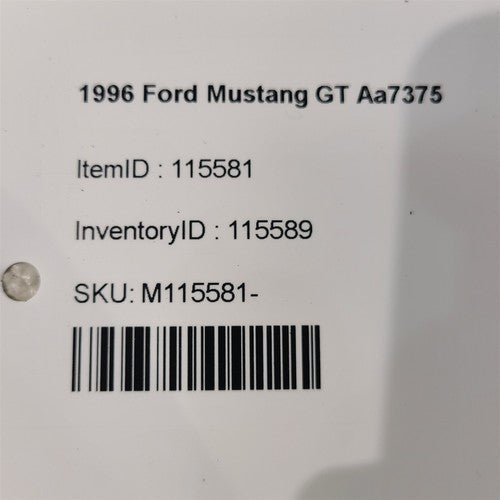 1996 Ford Mustang GT Aa7375
ItemID : 115581
InventoryID : 115589
SKU: M115581-